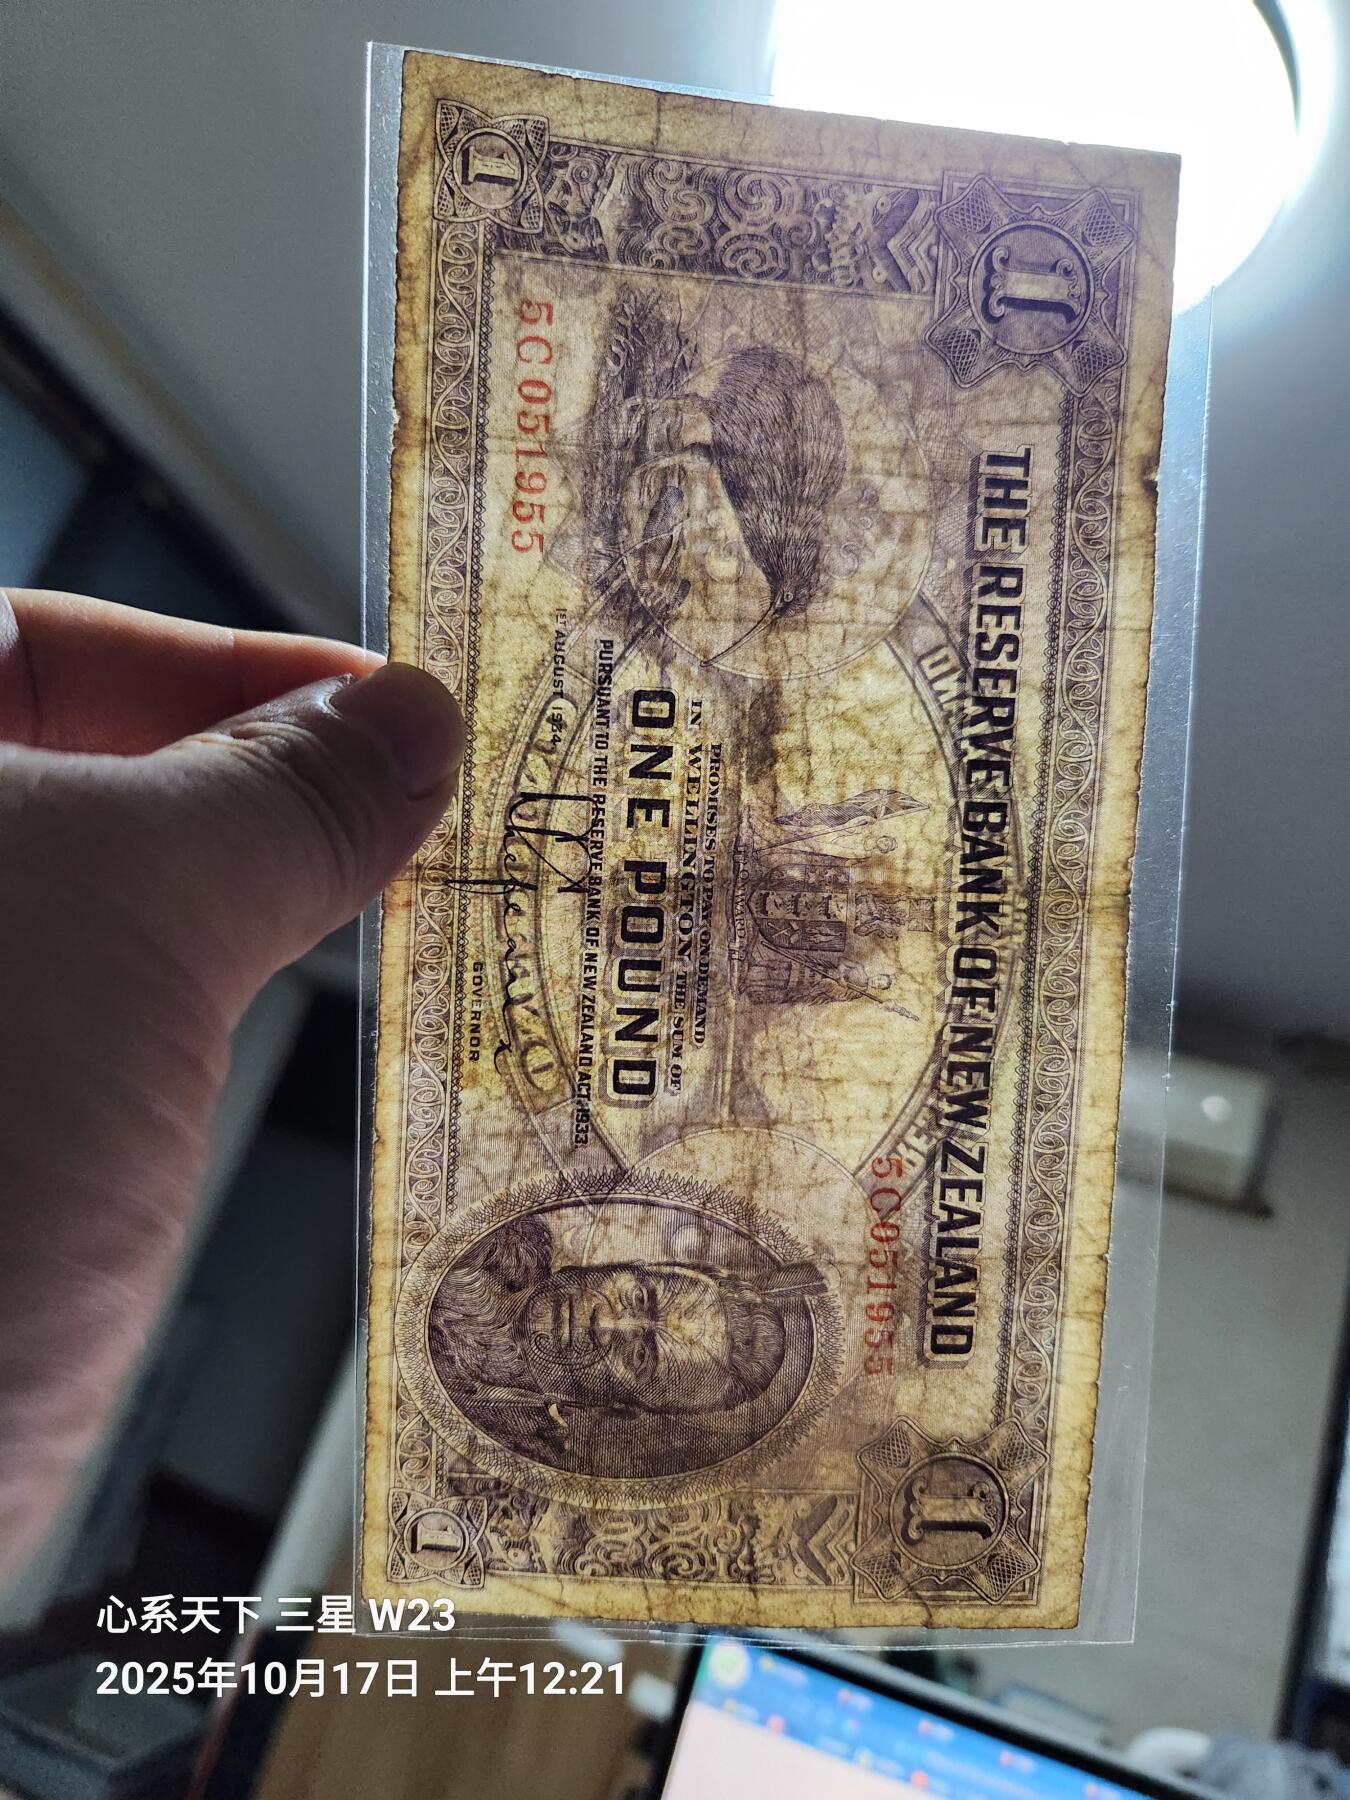 1
1
THE RESERVE BANK OF NEW ZEALAND
5C051955
PROMISES TO PAY ON DEMAND
IN WELLINGTON THE SUM OF
ONE POUND
PURSUANT TO THE RESERVE BANK OF NEW ZEALAND ACT, 1933.
1ST AUGUST 1934.
5C051955
GOVERNOR
ONWARD
1
1
心系天下 三星 W23
2025年10月17日 上午12:21